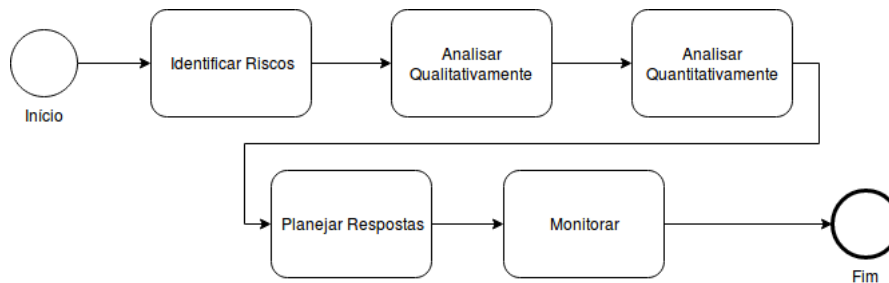 Início
Identificar Riscos
Analisar
Qualitativamente
Analisar
Quantitativamente
Planejar Respostas
Monitorar
Fim